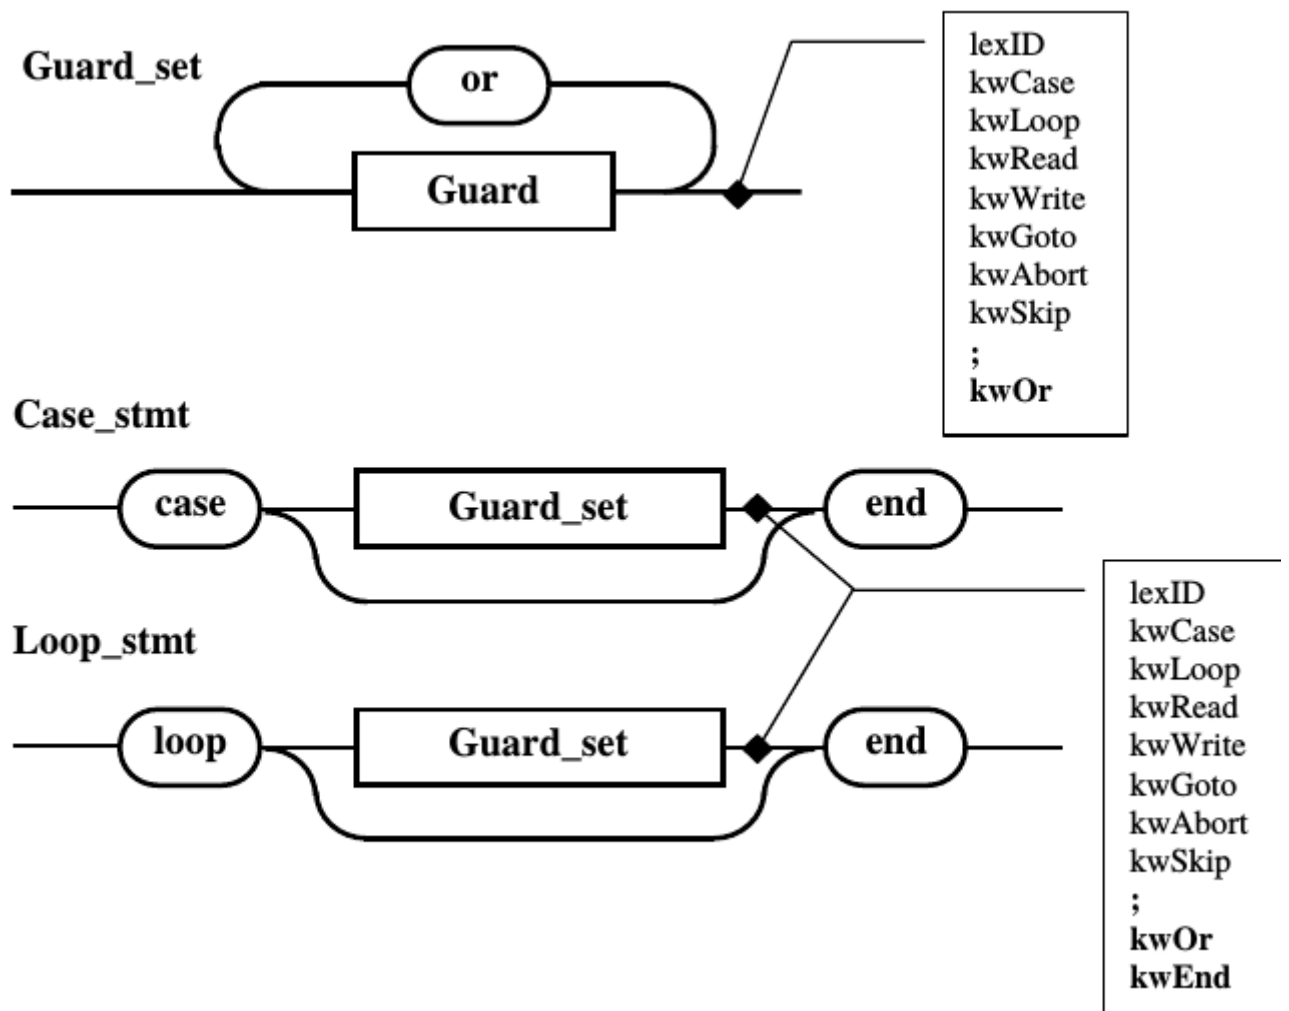 Guard_set
or
Guard
lexID
kwCase
kwLoop
kwRead
kwWrite
kwGoto
kwAbort
kwSkip
;
kwOr
Case_stmt
case
Guard_set
end
Loop_stmt
loop
Guard_set
end
lexID
kwCase
kwLoop
kwRead
kwWrite
kwGoto
kwAbort
kwSkip
;
kwOr
kwEnd